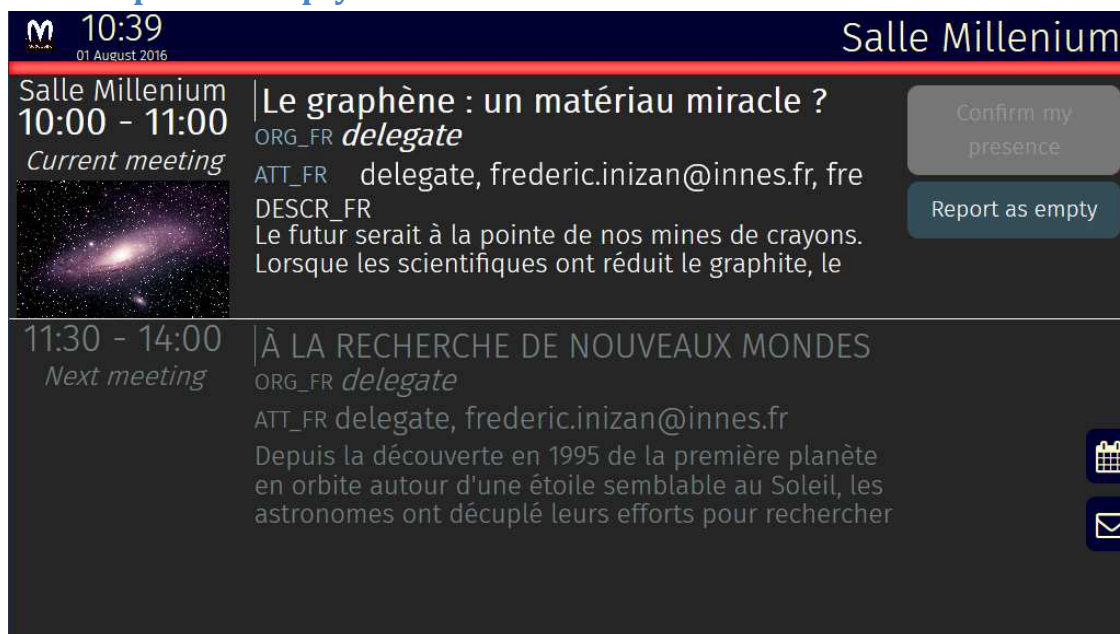 10:39
01 August 2016
Salle Millenium
Salle Millenium
10:00 - 11:00
Current meeting
Le graphène : un matériau miracle ?
ORG_FR delegate
ATT_FR delegate, frederic.inizan@innes.fr, fre
DESCR_FR
Le futur serait à la pointe de nos mines de crayons.
Lorsque les scientifiques ont réduit le graphite, le
Confirm my
presence
Report as empty
11:30 - 14:00
Next meeting
À LA RECHERCHE DE NOUVEAUX MONDES
ORG_FR delegate
ATT_FR delegate, frederic.inizan@innes.fr
Depuis la découverte en 1995 de la première planète
en orbite autour d'une étoile semblable au Soleil, les
astronomes ont décuplé leurs efforts pour rechercher